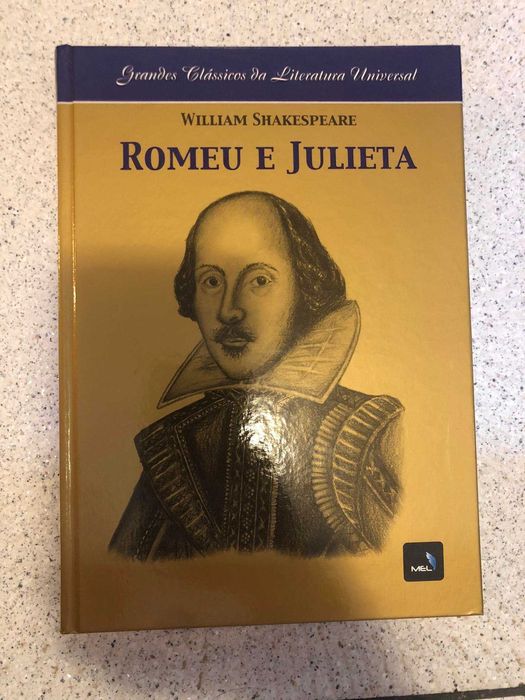 Grandes Clássicos da Literatura Universal
WILLIAM SHAKESPEARE
ROMEU E JULIETA
MEL